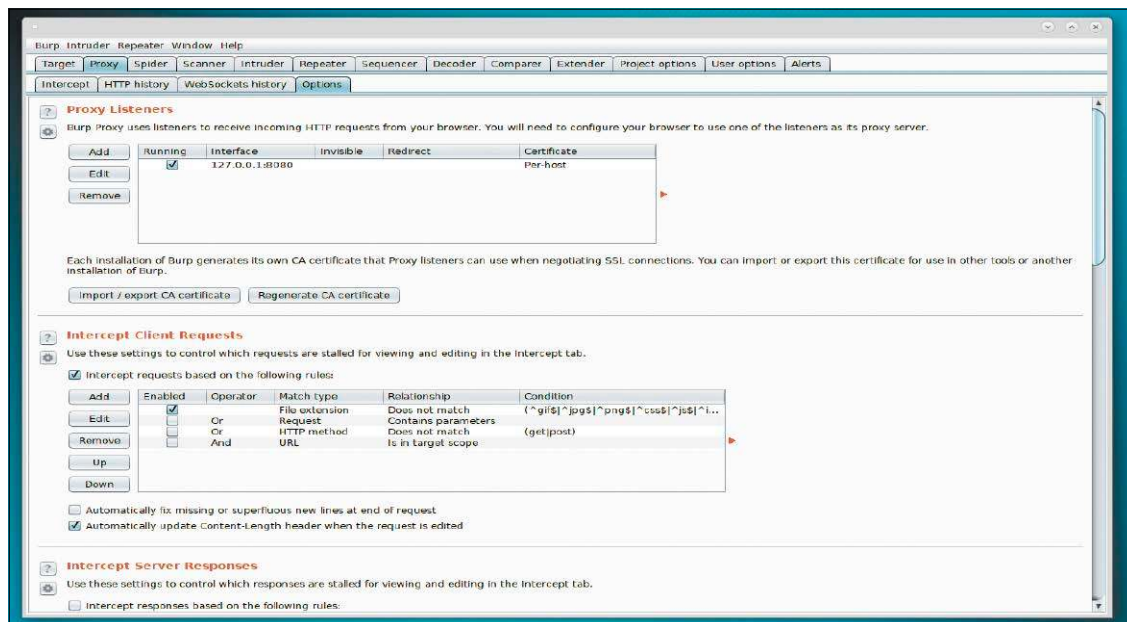 Burp Intruder Repeater Window Help
Target Proxy Spider Scanner Intruder Repeater Sequencer Decoder Comparer Extender Project options User options Alerts
Intercept HTTP history WebSockets history Options
? Proxy Listeners
Burp Proxy uses listeners to receive incoming HTTP requests from your browser. You will need to configure your browser to use one of the listeners as its proxy server.
Add Running Interface Invisible Redirect Certificate
127.0.0.1:8080 Per-host
Edit
Remove
Each installation of Burp generates its own CA certificate that Proxy listeners can use when negotiating SSL connections. You can import or export this certificate for use in other tools or another
installation of Burp.
Import / export CA certificate Regenerate CA certificate
? Intercept Client Requests
Use these settings to control which requests are stalled for viewing and editing in the Intercept tab.
Intercept requests based on the following rules:
Add Enabled Operator Match type Relationship Condition
File extension Does not match (^gif$|^jpg$|^png$|^css$|^js$|^i...
Edit Or Request Contains parameters
Or HTTP method Does not match (get|post)
Remove And URL Is in target scope
Up
Down
Automatically fix missing or superfluous new lines at end of request
Automatically update Content-Length header when the request is edited
? Intercept Server Responses
Use these settings to control which responses are stalled for viewing and editing in the Intercept tab.
Intercept responses based on the following rules: